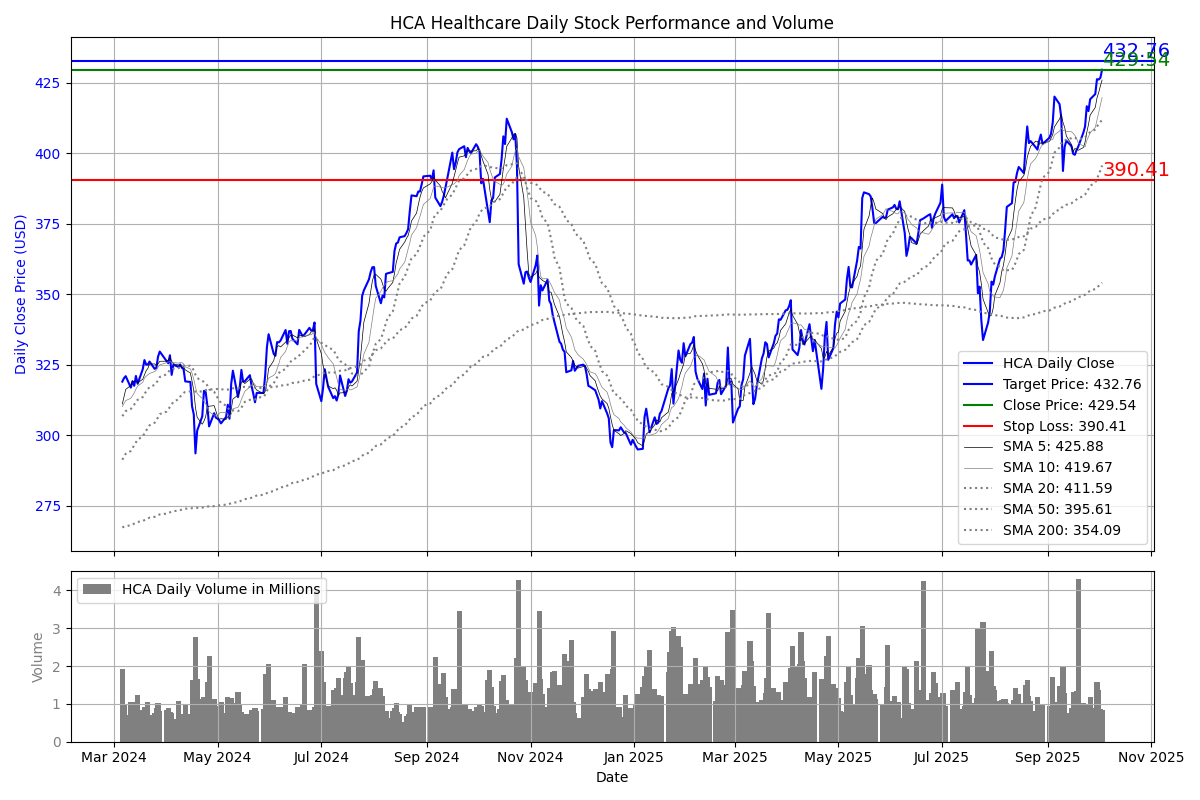 HCA Healthcare Daily Stock Performance and Volume
432.76
429.54
390.41
Daily Close Price (USD)
425
400
375
350
325
300
275
HCA Daily Close
Target Price: 432.76
Close Price: 429.54
Stop Loss: 390.41
SMA 5: 425.88
SMA 10: 419.67
SMA 20: 411.59
SMA 50: 395.61
SMA 200: 354.09
HCA Daily Volume in Millions
Volume
4
3
2
1
0
Mar 2024
May 2024
Jul 2024
Sep 2024
Nov 2024
Jan 2025
Mar 2025
May 2025
Jul 2025
Sep 2025
Nov 2025
Date